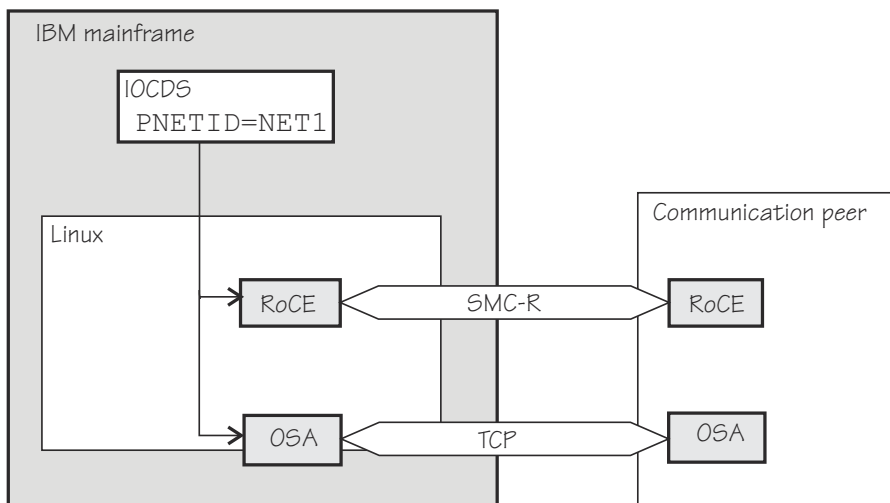 IBM mainframe
IOCDS
PNETID=NET1
Linux
Communication peer
RoCE
SMC-R
RoCE
OSA
TCP
OSA